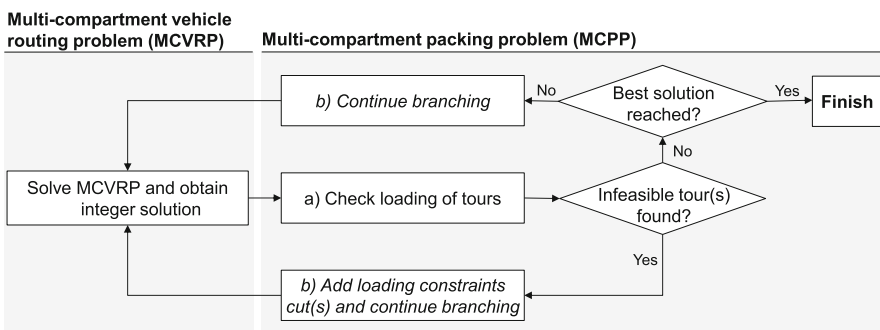 Multi-compartment vehicle
routing problem (MCVRP)
Multi-compartment packing problem (MCPP)
b) Continue branching
No
Best solution
reached?
Yes
Finish
No
Solve MCVRP and obtain
integer solution
a) Check loading of tours
Infeasible tour(s)
found?
Yes
b) Add loading constraints
cut(s) and continue branching